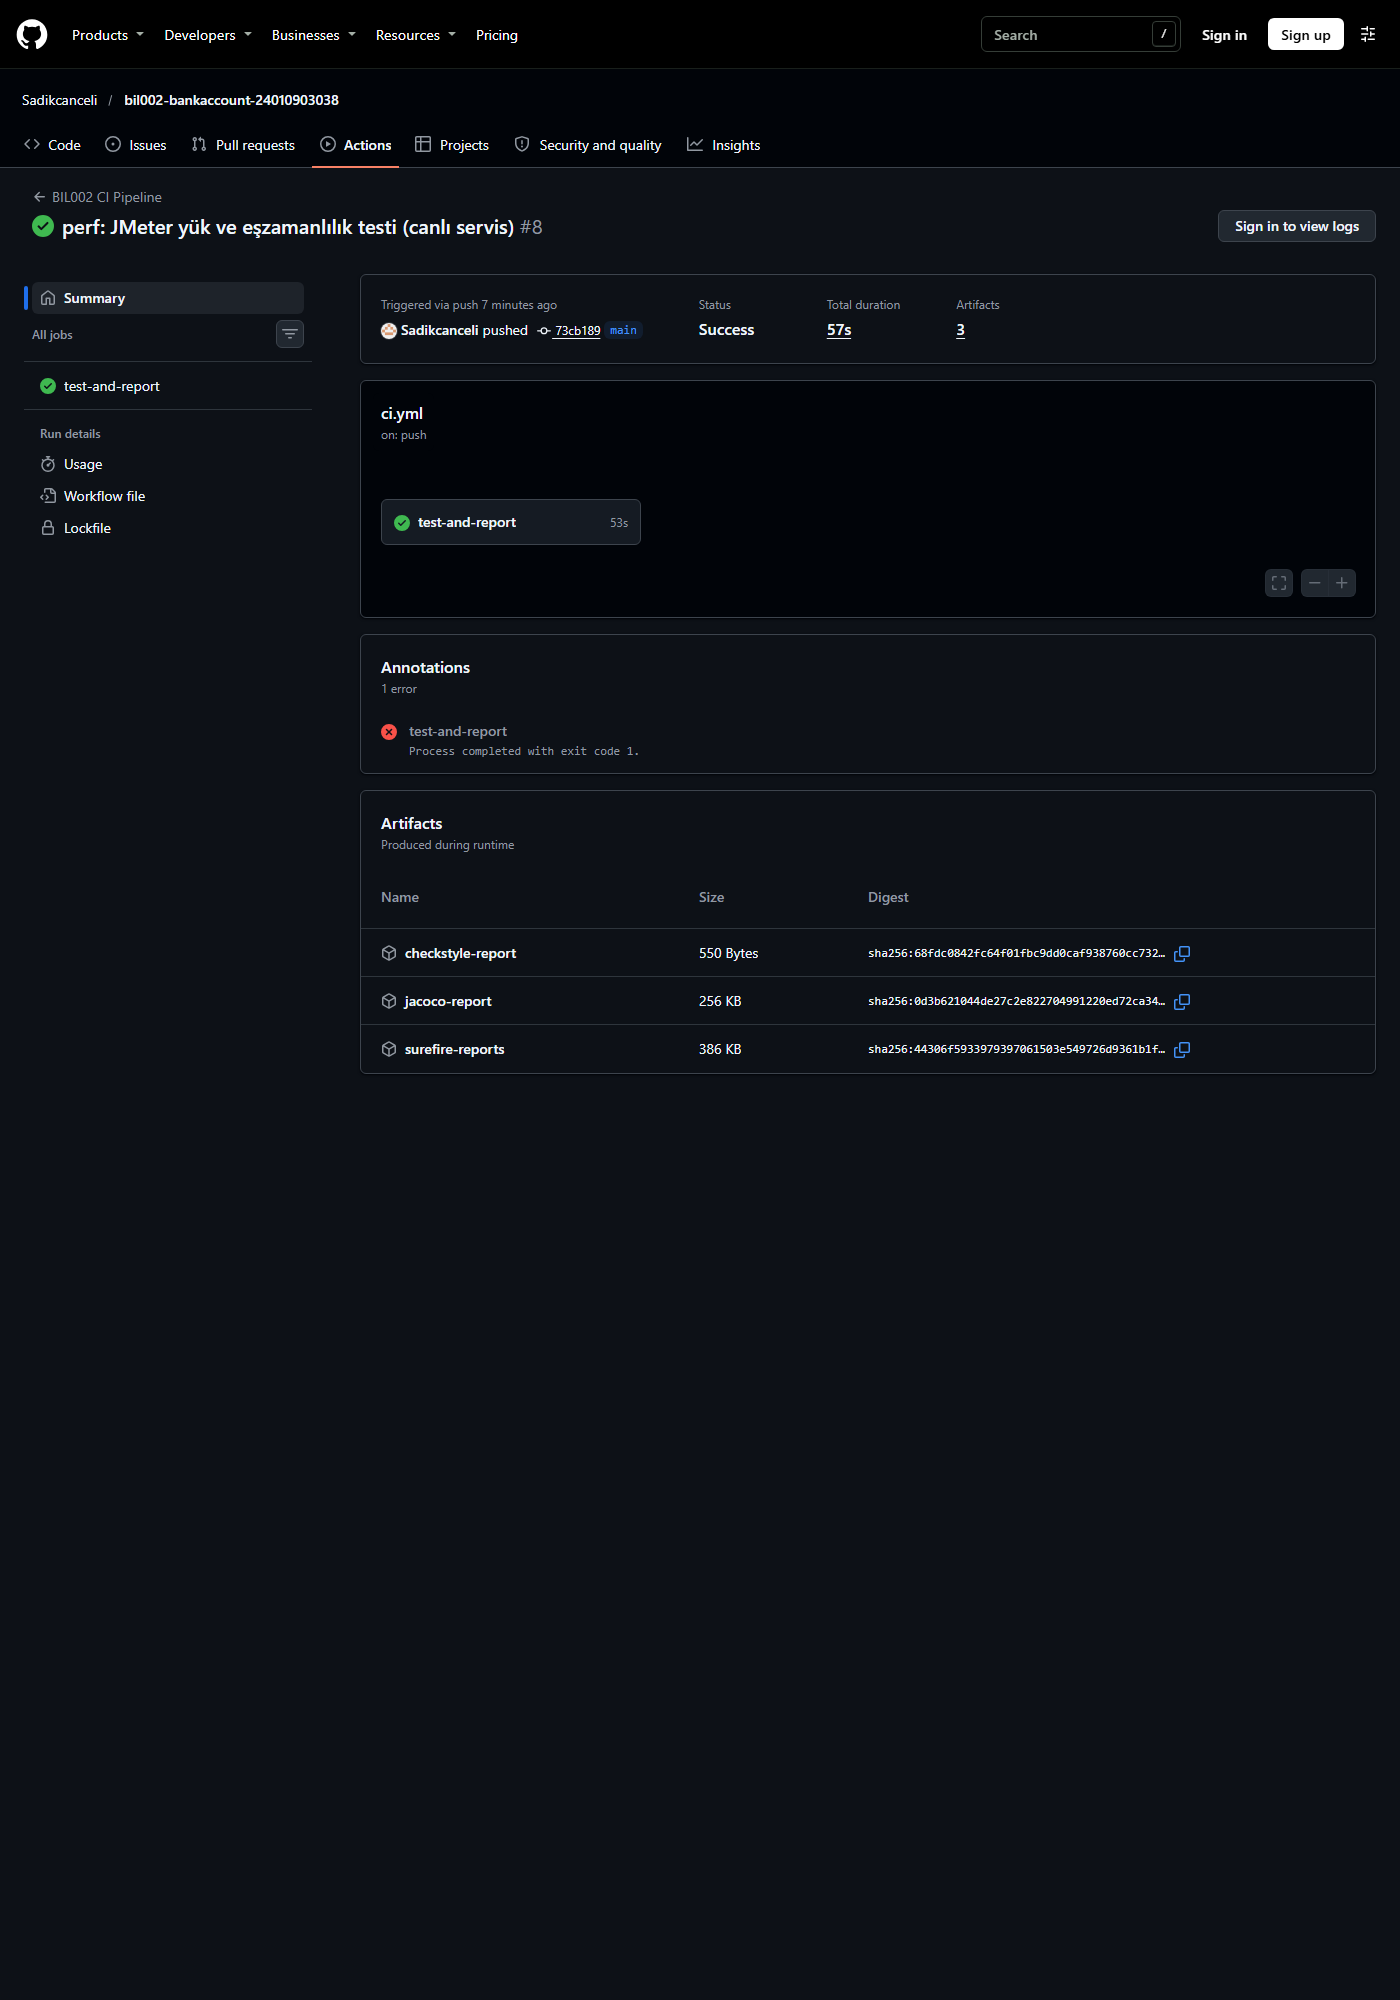 Products Developers Businesses Resources Pricing Search / Sign in Sign up
Sadikcanceli / bil002-bankaccount-24010903038
Code Issues Pull requests Actions Projects Security and quality Insights
BIL002 CI Pipeline
perf: JMeter yük ve eşzamanlılık testi (canlı servis) #8
Sign in to view logs
Summary
All jobs
test-and-report
Run details
Usage
Workflow file
Lockfile
Triggered via push 7 minutes ago
Sadikcanceli pushed 73cb189 main
Status
Success
Total duration
57s
Artifacts
3
ci.yml
on: push
test-and-report 53s
Annotations
1 error
test-and-report
Process completed with exit code 1.
Artifacts
Produced during runtime
Name Size Digest
checkstyle-report 550 Bytes sha256:68fdc0842fc64f01fbc9dd0caf938760cc732…
jacoco-report 256 KB sha256:0d3b621044de27c2e822704991220ed72ca34…
surefire-reports 386 KB sha256:44306f5933979397061503e549726d9361b1f…